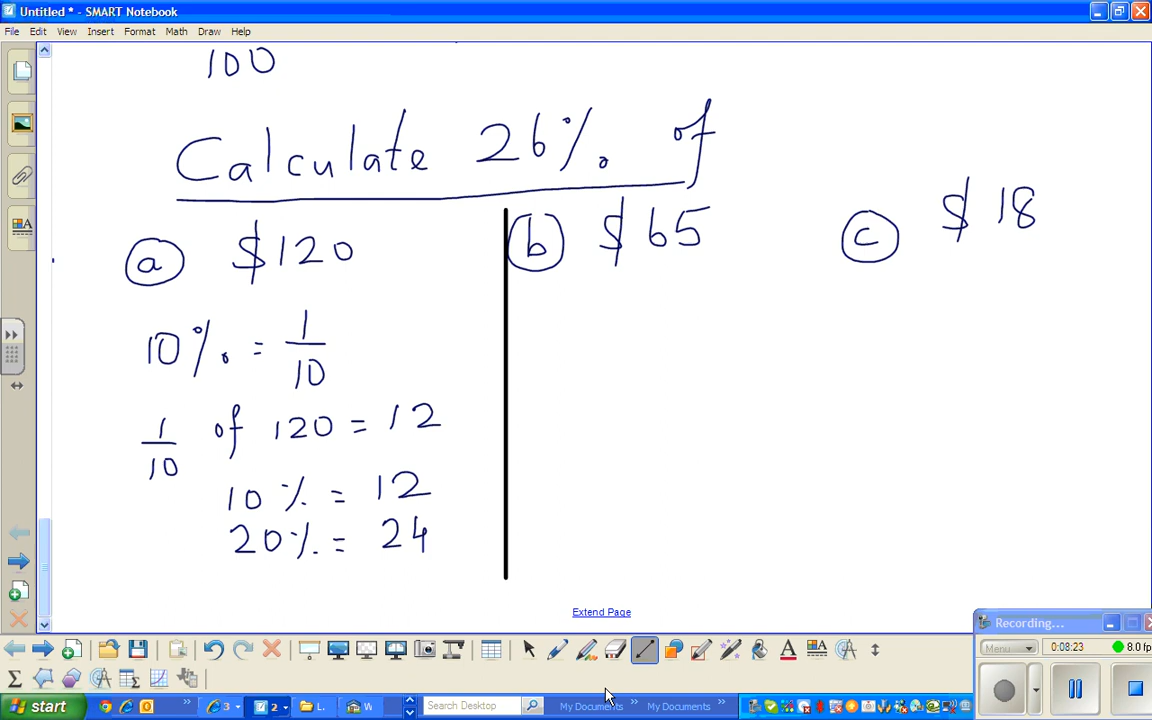 Untitled * - SMART Notebook
File Edit View Insert Format Math Draw Help
100
Calculate 26% of
a $120
b $65
c $18
10% = 1/10
1/10 of 120 = 12
10% = 12
20% = 24
Extend Page
Recording...
Menu
0:08:23
8.0 fp
start
3
2
L.
W
Search Desktop
My Documents
My Documents